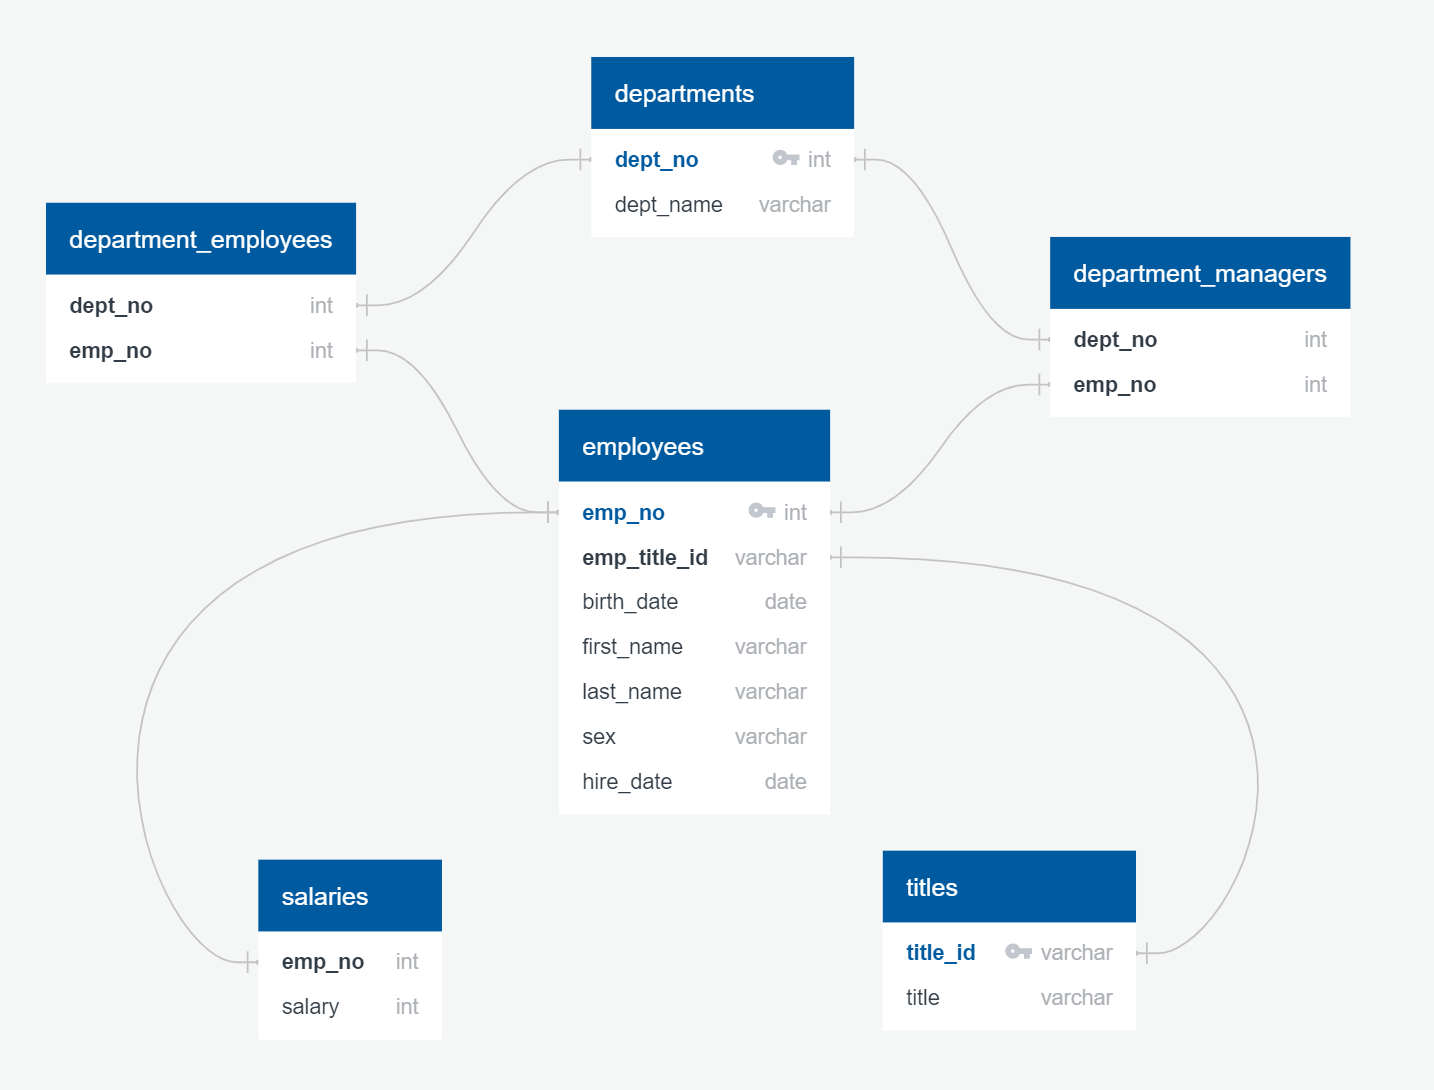 departments
dept_no int
dept_name varchar
department_employees
dept_no int
emp_no int
department_managers
dept_no int
emp_no int
employees
emp_no int
emp_title_id varchar
birth_date date
first_name varchar
last_name varchar
sex varchar
hire_date date
salaries
emp_no int
salary int
titles
title_id varchar
title varchar